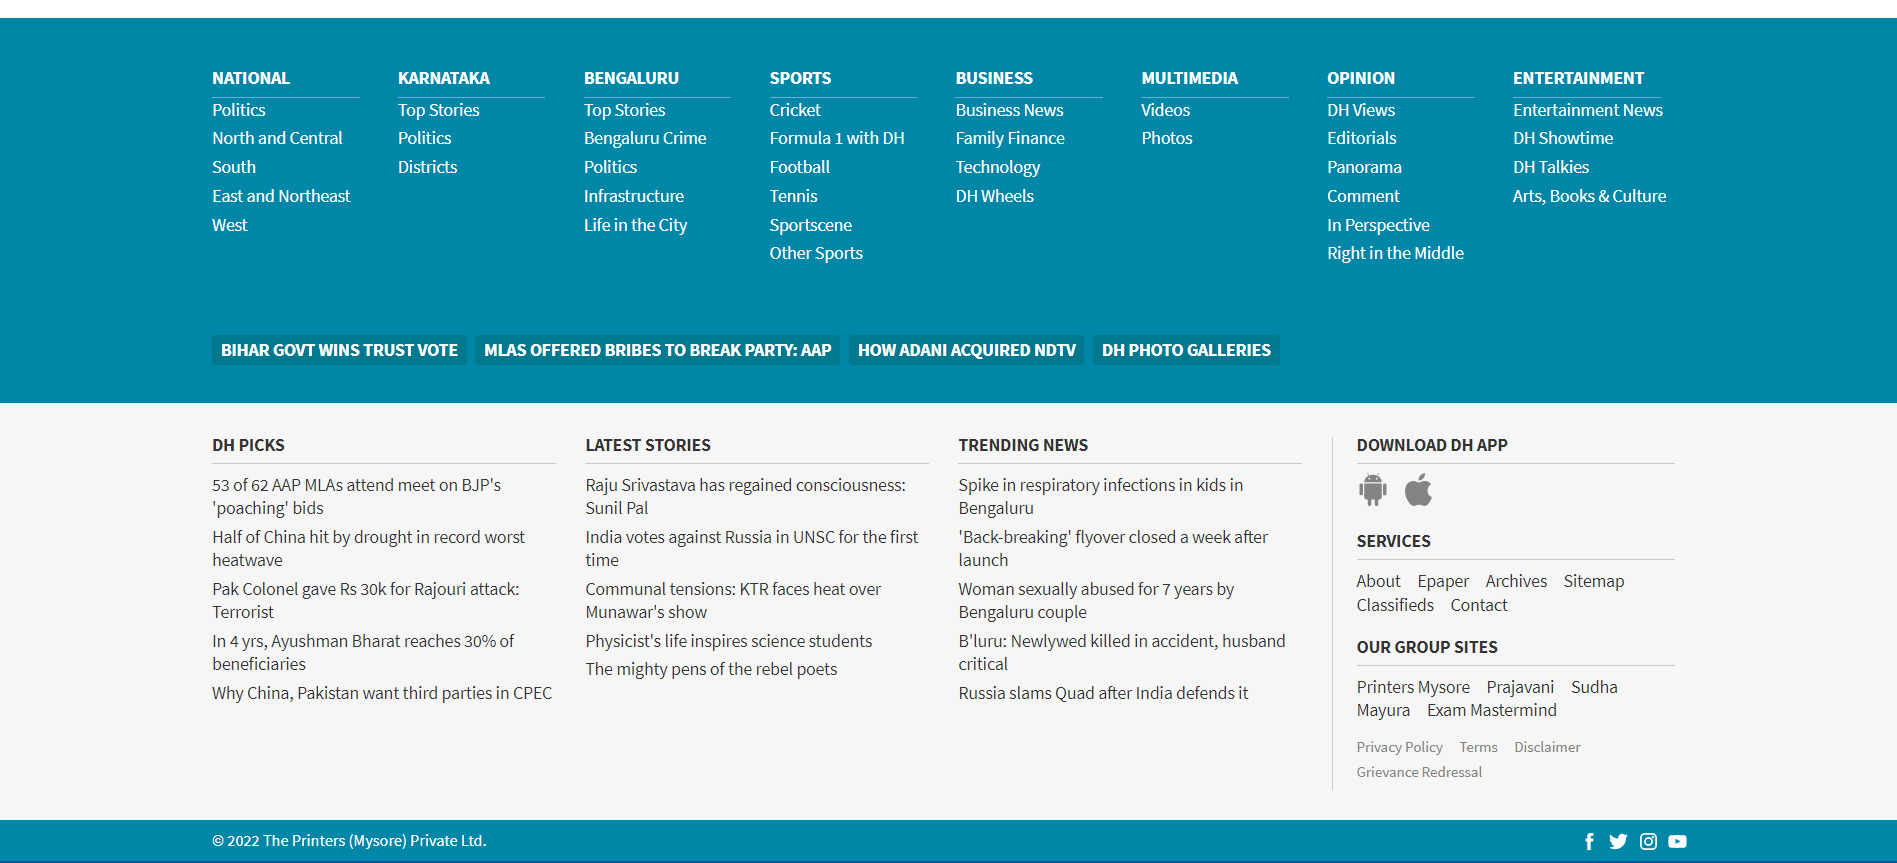 NATIONAL
Politics
North and Central
South
East and Northeast
West
KARNATAKA
Top Stories
Politics
Districts
BENGALURU
Top Stories
Bengaluru Crime
Politics
Infrastructure
Life in the City
SPORTS
Cricket
Formula 1 with DH
Football
Tennis
Sportscene
Other Sports
BUSINESS
Business News
Family Finance
Technology
DH Wheels
MULTIMEDIA
Videos
Photos
OPINION
DH Views
Editorials
Panorama
Comment
In Perspective
Right in the Middle
ENTERTAINMENT
Entertainment News
DH Showtime
DH Talkies
Arts, Books & Culture
BIHAR GOVT WINS TRUST VOTE MLAS OFFERED BRIBES TO BREAK PARTY: AAP HOW ADANI ACQUIRED NDTV DH PHOTO GALLERIES
DH PICKS
53 of 62 AAP MLAs attend meet on BJP's
'poaching' bids
Half of China hit by drought in record worst
heatwave
Pak Colonel gave Rs 30k for Rajouri attack:
Terrorist
In 4 yrs, Ayushman Bharat reaches 30% of
beneficiaries
Why China, Pakistan want third parties in CPEC
LATEST STORIES
Raju Srivastava has regained consciousness:
Sunil Pal
India votes against Russia in UNSC for the first
time
Communal tensions: KTR faces heat over
Munawar's show
Physicist's life inspires science students
The mighty pens of the rebel poets
TRENDING NEWS
Spike in respiratory infections in kids in
Bengaluru
'Back-breaking' flyover closed a week after
launch
Woman sexually abused for 7 years by
Bengaluru couple
B'luru: Newlywed killed in accident, husband
critical
Russia slams Quad after India defends it
DOWNLOAD DH APP
SERVICES
About Epaper Archives Sitemap
Classifieds Contact
OUR GROUP SITES
Printers Mysore Prajavani Sudha
Mayura Exam Mastermind
Privacy Policy Terms Disclaimer
Grievance Redressal
© 2022 The Printers (Mysore) Private Ltd.